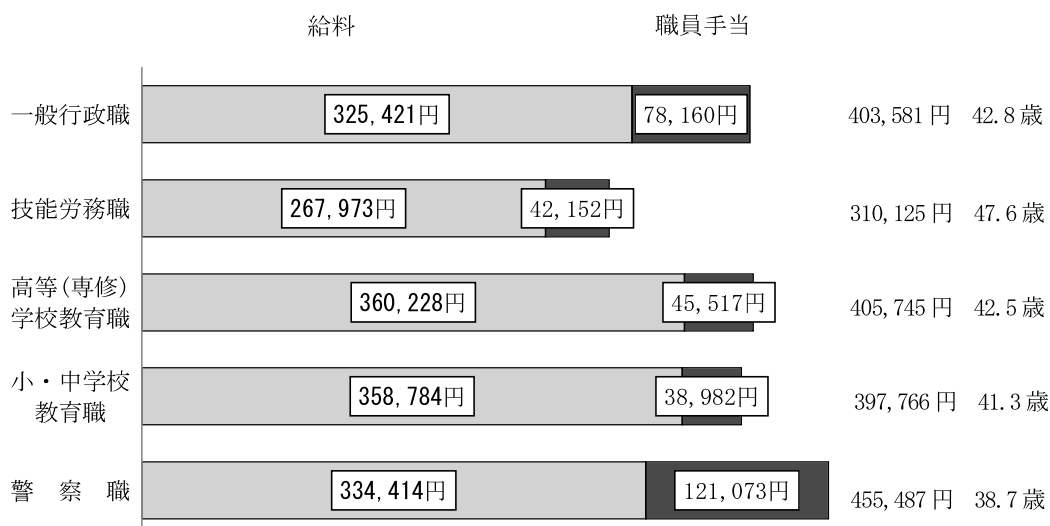 給料 職員手当
一般行政職 325,421円 78,160円 403,581円 42.8歳
技能労務職 267,973円 42,152円 310,125円 47.6歳
高等(専修)
学校教育職 360,228円 45,517円 405,745円 42.5歳
小・中学校
教育職 358,784円 38,982円 397,766円 41.3歳
警察職 334,414円 121,073円 455,487円 38.7歳